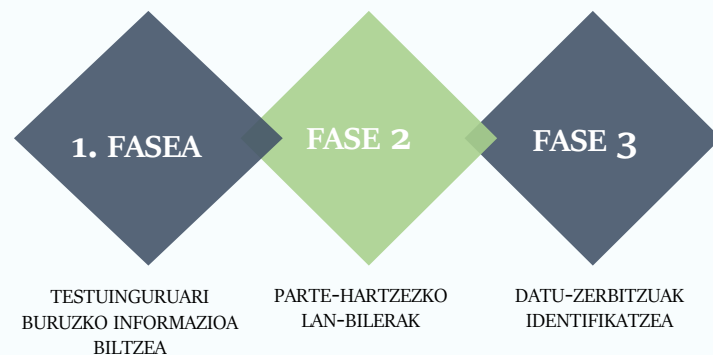 1. FASEA
FASE 2
FASE 3
TESTUINGURUARI
BURUZKO INFORMAZIOA
BILTZEA
PARTE-HARTZEZKO
LAN-BILERAK
DATU-ZERBITZUAK
IDENTIFIKATZEA